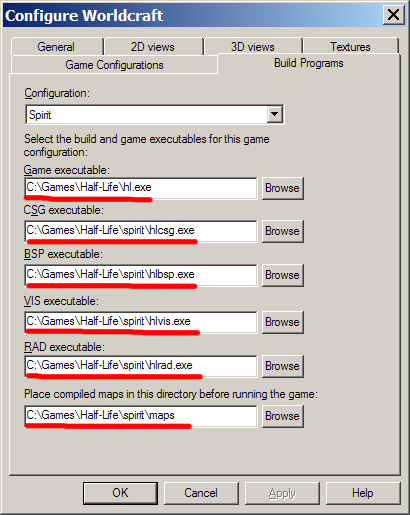 Configure Worldcraft
General 2D views 3D views Textures
Game Configurations Build Programs
Configuration:
Spirit
Select the build and game executables for this game
configuration:
Game executable:
C:\Games\Half-Life\hl.exe Browse
CSG executable:
C:\Games\Half-Life\spirit\hlcsg.exe Browse
BSP executable:
C:\Games\Half-Life\spirit\hlbsp.exe Browse
VIS executable:
C:\Games\Half-Life\spirit\hlvis.exe Browse
RAD executable:
C:\Games\Half-Life\spirit\hlrad.exe Browse
Place compiled maps in this directory before running the game:
C:\Games\Half-Life\spirit\maps Browse
OK Cancel Apply Help